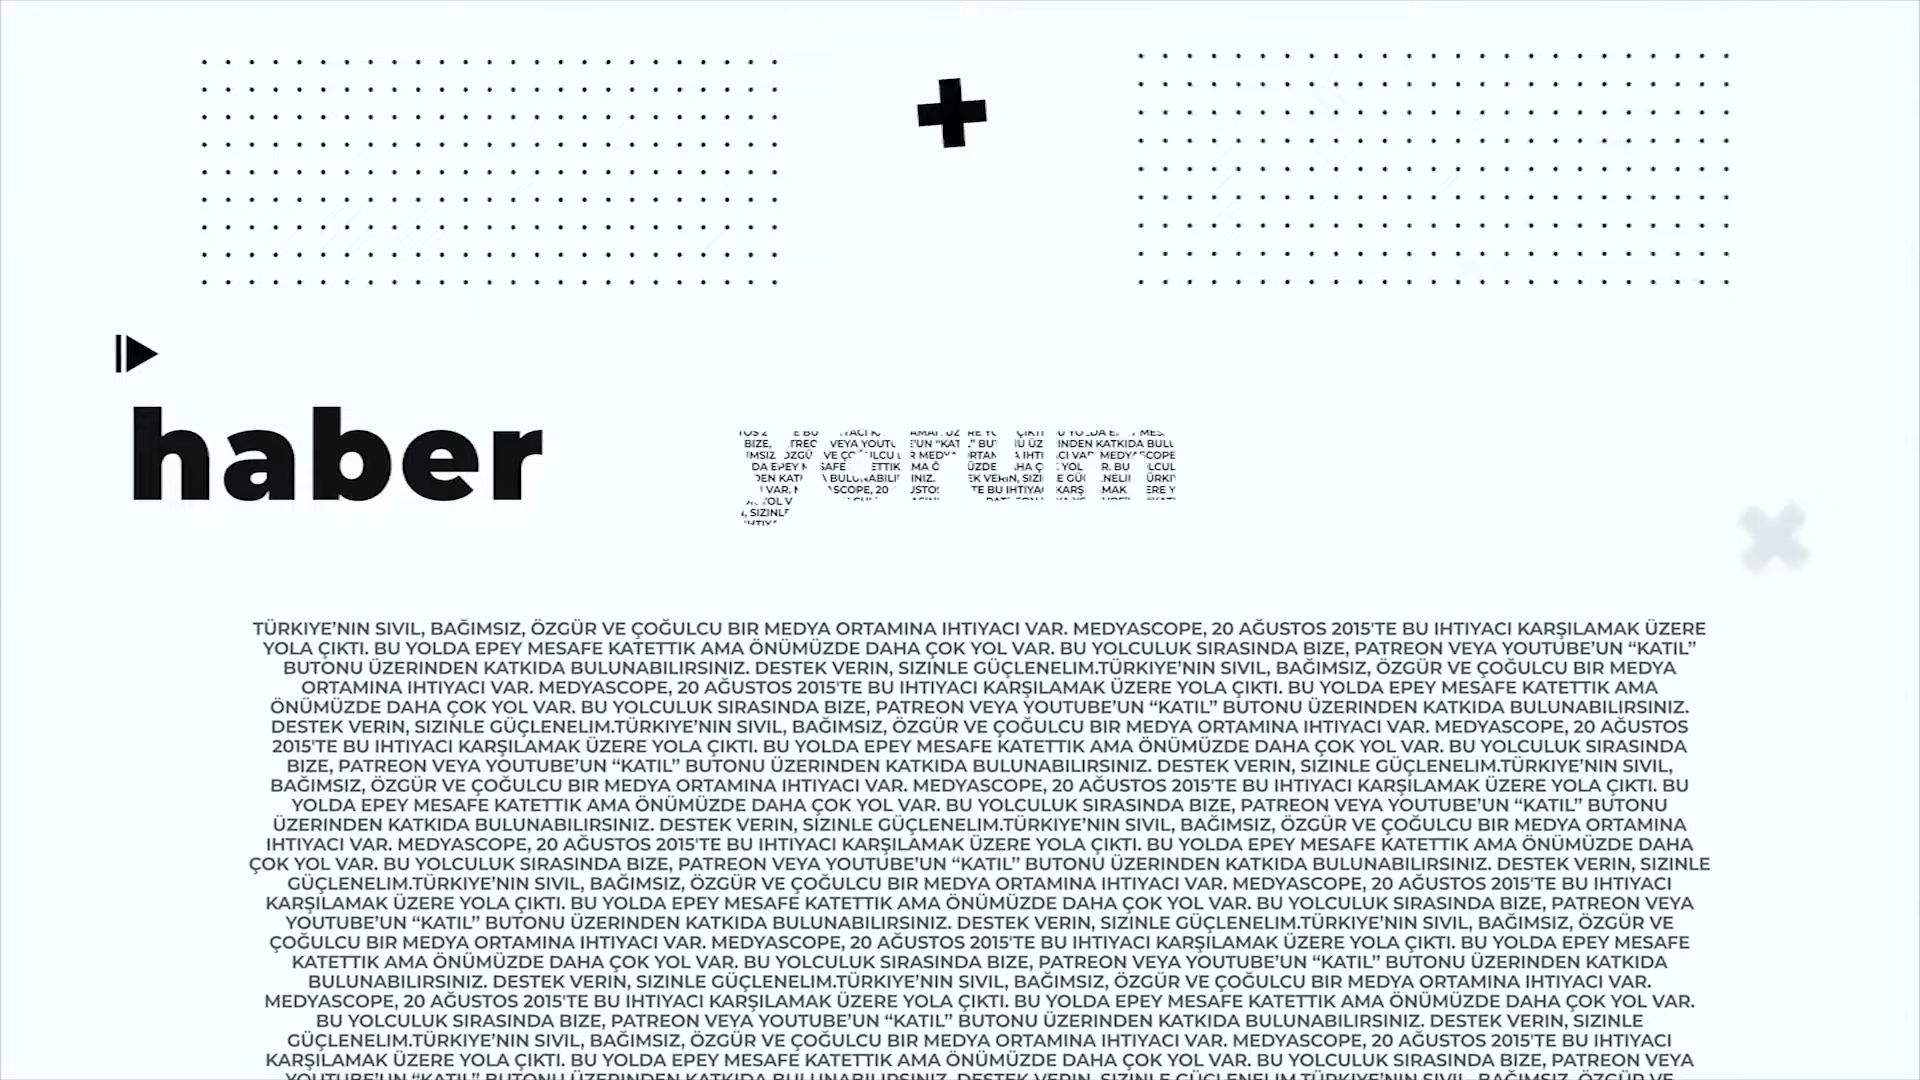 haber
yorum
TÜRKIYE’NIN SIVIL, BAĞIMSIZ, ÖZGÜR VE ÇOĞULCU BIR MEDYA ORTAMINA IHTIYACI VAR. MEDYASCOPE, 20 AĞUSTOS 2015'TE BU IHTIYACI KARŞILAMAK ÜZERE
YOLA ÇIKTI. BU YOLDA EPEY MESAFE KATETTIK AMA ÖNÜMÜZDE DAHA ÇOK YOL VAR. BU YOLCULUK SIRASINDA BIZE, PATREON VEYA YOUTUBE’UN “KATIL”
BUTONU ÜZERINDEN KATKIDA BULUNABILIRSINIZ. DESTEK VERIN, SIZINLE GÜÇLENELIM.TÜRKIYE’NIN SIVIL, BAĞIMSIZ, ÖZGÜR VE ÇOĞULCU BIR MEDYA
ORTAMINA IHTIYACI VAR. MEDYASCOPE, 20 AĞUSTOS 2015'TE BU IHTIYACI KARŞILAMAK ÜZERE YOLA ÇIKTI. BU YOLDA EPEY MESAFE KATETTIK AMA
ÖNÜMÜZDE DAHA ÇOK YOL VAR. BU YOLCULUK SIRASINDA BIZE, PATREON VEYA YOUTUBE’UN “KATIL” BUTONU ÜZERINDEN KATKIDA BULUNABILIRSINIZ.
DESTEK VERIN, SIZINLE GÜÇLENELIM.TÜRKIYE’NIN SIVIL, BAĞIMSIZ, ÖZGÜR VE ÇOĞULCU BIR MEDYA ORTAMINA IHTIYACI VAR. MEDYASCOPE, 20 AĞUSTOS
2015'TE BU IHTIYACI KARŞILAMAK ÜZERE YOLA ÇIKTI. BU YOLDA EPEY MESAFE KATETTIK AMA ÖNÜMÜZDE DAHA ÇOK YOL VAR. BU YOLCULUK SIRASINDA
BIZE, PATREON VEYA YOUTUBE’UN “KATIL” BUTONU ÜZERINDEN KATKIDA BULUNABILIRSINIZ. DESTEK VERIN, SIZINLE GÜÇLENELIM.TÜRKIYE’NIN SIVIL,
BAĞIMSIZ, ÖZGÜR VE ÇOĞULCU BIR MEDYA ORTAMINA IHTIYACI VAR. MEDYASCOPE, 20 AĞUSTOS 2015'TE BU IHTIYACI KARŞILAMAK ÜZERE YOLA ÇIKTI. BU
YOLDA EPEY MESAFE KATETTIK AMA ÖNÜMÜZDE DAHA ÇOK YOL VAR. BU YOLCULUK SIRASINDA BIZE, PATREON VEYA YOUTUBE’UN “KATIL” BUTONU
ÜZERINDEN KATKIDA BULUNABILIRSINIZ. DESTEK VERIN, SIZINLE GÜÇLENELIM.TÜRKIYE’NIN SIVIL, BAĞIMSIZ, ÖZGÜR VE ÇOĞULCU BIR MEDYA ORTAMINA
IHTIYACI VAR. MEDYASCOPE, 20 AĞUSTOS 2015'TE BU IHTIYACI KARŞILAMAK ÜZERE YOLA ÇIKTI. BU YOLDA EPEY MESAFE KATETTIK AMA ÖNÜMÜZDE DAHA
ÇOK YOL VAR. BU YOLCULUK SIRASINDA BIZE, PATREON VEYA YOUTUBE’UN “KATIL” BUTONU ÜZERINDEN KATKIDA BULUNABILIRSINIZ. DESTEK VERIN, SIZINLE
GÜÇLENELIM.TÜRKIYE’NIN SIVIL, BAĞIMSIZ, ÖZGÜR VE ÇOĞULCU BIR MEDYA ORTAMINA IHTIYACI VAR. MEDYASCOPE, 20 AĞUSTOS 2015'TE BU IHTIYACI
KARŞILAMAK ÜZERE YOLA ÇIKTI. BU YOLDA EPEY MESAFE KATETTIK AMA ÖNÜMÜZDE DAHA ÇOK YOL VAR. BU YOLCULUK SIRASINDA BIZE, PATREON VEYA
YOUTUBE’UN “KATIL” BUTONU ÜZERINDEN KATKIDA BULUNABILIRSINIZ. DESTEK VERIN, SIZINLE GÜÇLENELIM.TÜRKIYE’NIN SIVIL, BAĞIMSIZ, ÖZGÜR VE
ÇOĞULCU BIR MEDYA ORTAMINA IHTIYACI VAR. MEDYASCOPE, 20 AĞUSTOS 2015'TE BU IHTIYACI KARŞILAMAK ÜZERE YOLA ÇIKTI. BU YOLDA EPEY MESAFE
KATETTIK AMA ÖNÜMÜZDE DAHA ÇOK YOL VAR. BU YOLCULUK SIRASINDA BIZE, PATREON VEYA YOUTUBE’UN “KATIL” BUTONU ÜZERINDEN KATKIDA
BULUNABILIRSINIZ. DESTEK VERIN, SIZINLE GÜÇLENELIM.TÜRKIYE’NIN SIVIL, BAĞIMSIZ, ÖZGÜR VE ÇOĞULCU BIR MEDYA ORTAMINA IHTIYACI VAR.
MEDYASCOPE, 20 AĞUSTOS 2015'TE BU IHTIYACI KARŞILAMAK ÜZERE YOLA ÇIKTI. BU YOLDA EPEY MESAFE KATETTIK AMA ÖNÜMÜZDE DAHA ÇOK YOL VAR.
BU YOLCULUK SIRASINDA BIZE, PATREON VEYA YOUTUBE’UN “KATIL” BUTONU ÜZERINDEN KATKIDA BULUNABILIRSINIZ. DESTEK VERIN, SIZINLE
GÜÇLENELIM.TÜRKIYE’NIN SIVIL, BAĞIMSIZ, ÖZGÜR VE ÇOĞULCU BIR MEDYA ORTAMINA IHTIYACI VAR. MEDYASCOPE, 20 AĞUSTOS 2015'TE BU IHTIYACI
KARŞILAMAK ÜZERE YOLA ÇIKTI. BU YOLDA EPEY MESAFE KATETTIK AMA ÖNÜMÜZDE DAHA ÇOK YOL VAR. BU YOLCULUK SIRASINDA BIZE, PATREON VEYA
YOUTUBE’UN “KATIL” BUTONU ÜZERINDEN KATKIDA BULUNABILIRSINIZ. DESTEK VERIN, SIZINLE GÜÇLENELIM.TÜRKIYE’NIN SIVIL, BAĞIMSIZ, ÖZGÜR VE